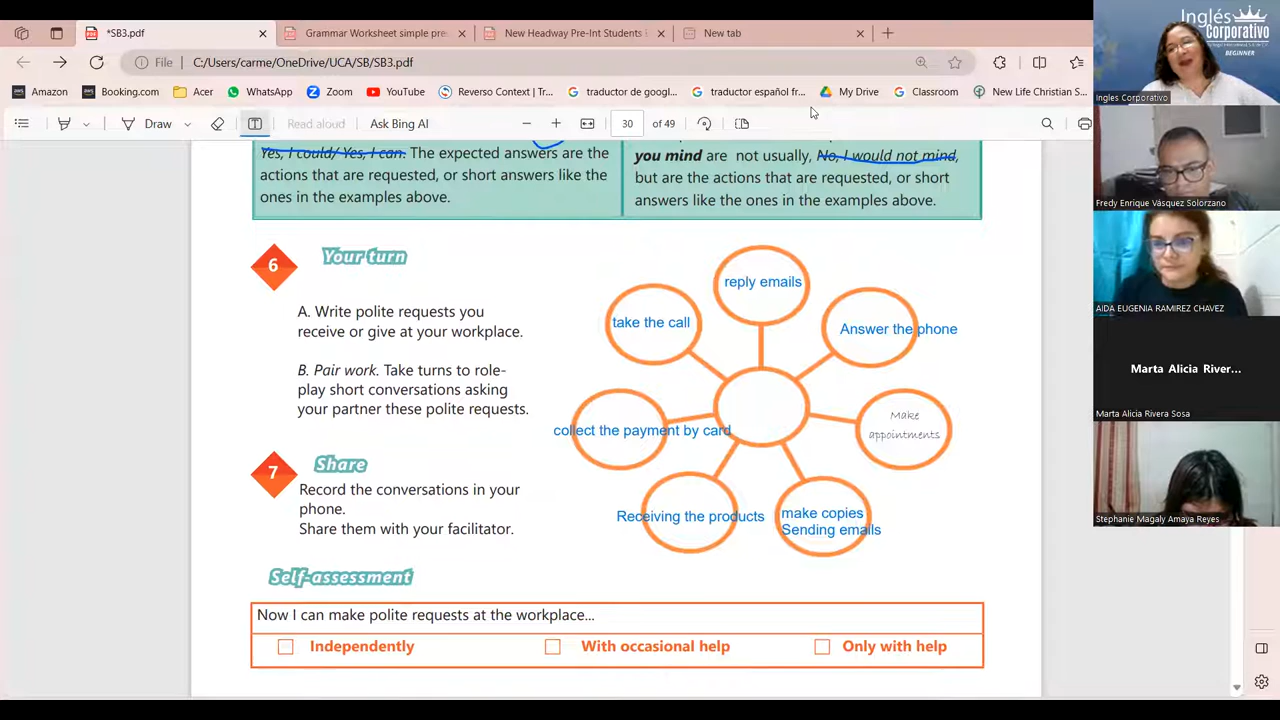 *SB3.pdf
Grammar Worksheet simple pre
New Headway Pre-Int Students B
New tab
File
C:/Users/carme/OneDrive/UCA/SB/SB3.pdf
Amazon
Booking.com
Acer
WhatsApp
Zoom
YouTube
Reverso Context | Tr...
traductor de googl...
traductor español fr...
My Drive
Classroom
New Life Christian S...
Draw
Read aloud
Ask Bing AI
30 of 49
Yes, I could/ Yes, I can. The expected answers are the
actions that are requested, or short answers like the
ones in the examples above.
you mind are not usually, No, I would not mind,
but are the actions that are requested, or short
answers like the ones in the examples above.
6
Your turn
A. Write polite requests you
receive or give at your workplace.
B. Pair work. Take turns to role-
play short conversations asking
your partner these polite requests.
7
Share
Record the conversations in your
phone.
Share them with your facilitator.
reply emails
take the call
Answer the phone
collect the payment by card
Make
appointments
Receiving the products
make copies
Sending emails
Self-assessment
Now I can make polite requests at the workplace...
Independently
With occasional help
Only with help
Inglés
Corporativo
BEGINNER
Ingles Corporativo
Fredy Enrique Vásquez Solorzano
AIDA EUGENIA RAMIREZ CHAVEZ
Marta Alicia River...
Marta Alicia Rivera Sosa
Stephanie Magaly Amaya Reyes